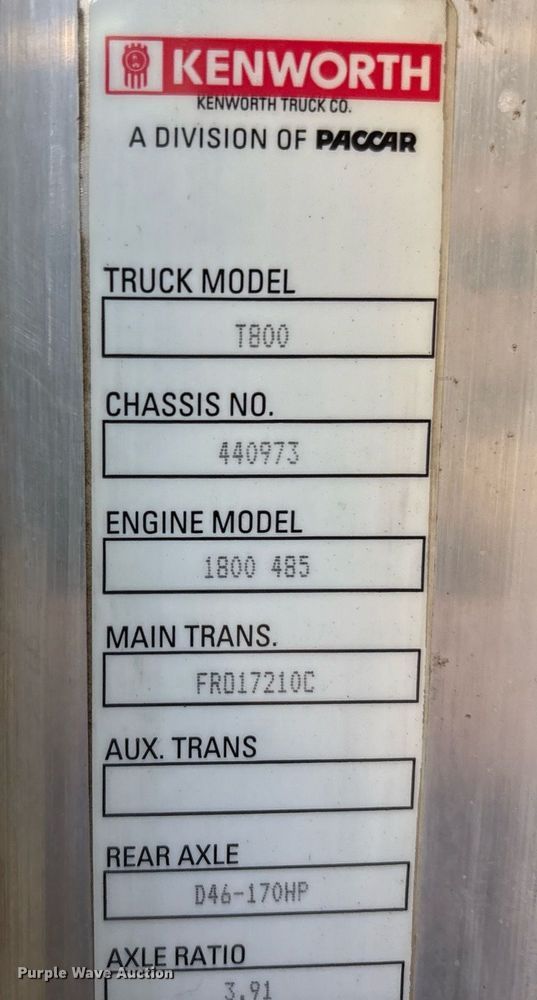 KENWORTH
KENWORTH TRUCK CO.
A DIVISION OF PACCAR
TRUCK MODEL
T800
CHASSIS NO.
440973
ENGINE MODEL
1800 485
MAIN TRANS.
FRO17210C
AUX. TRANS
REAR AXLE
D46-170HP
AXLE RATIO
3.91
Purple Wave Auction